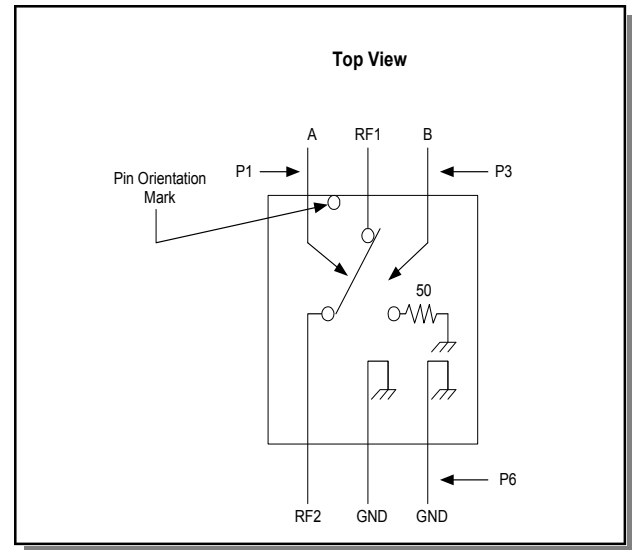 Top View
A RF1 B
P1 P3
Pin Orientation
Mark
50
P6
RF2 GND GND